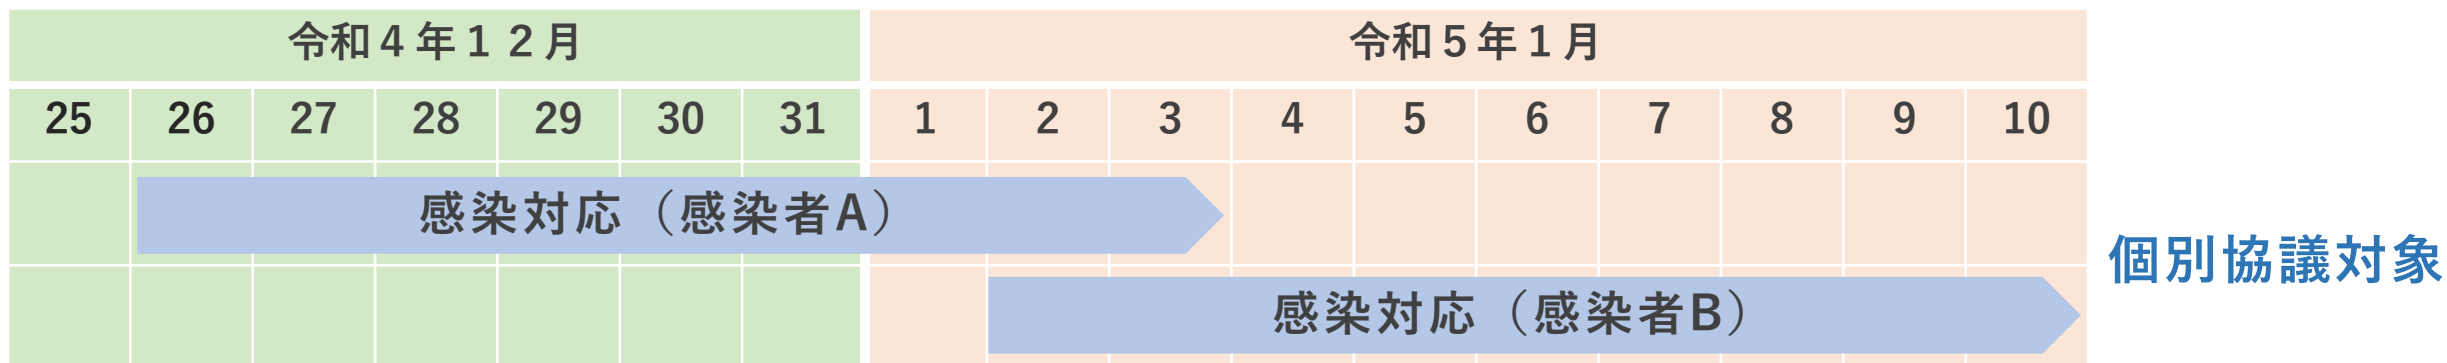 令和４年１２月 令和５年１月
25 26 27 28 29 30 31 1 2 3 4 5 6 7 8 9 10
感染対応（感染者A）
個別協議対象
感染対応（感染者B）